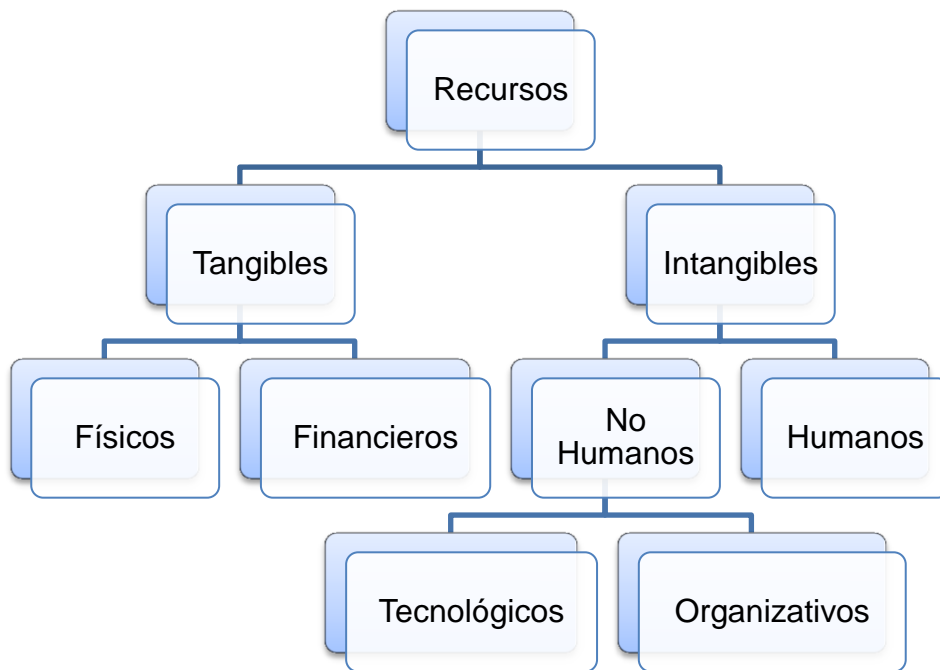 Recursos
Tangibles
Intangibles
Físicos
Financieros
No
Humanos
Humanos
Tecnológicos
Organizativos